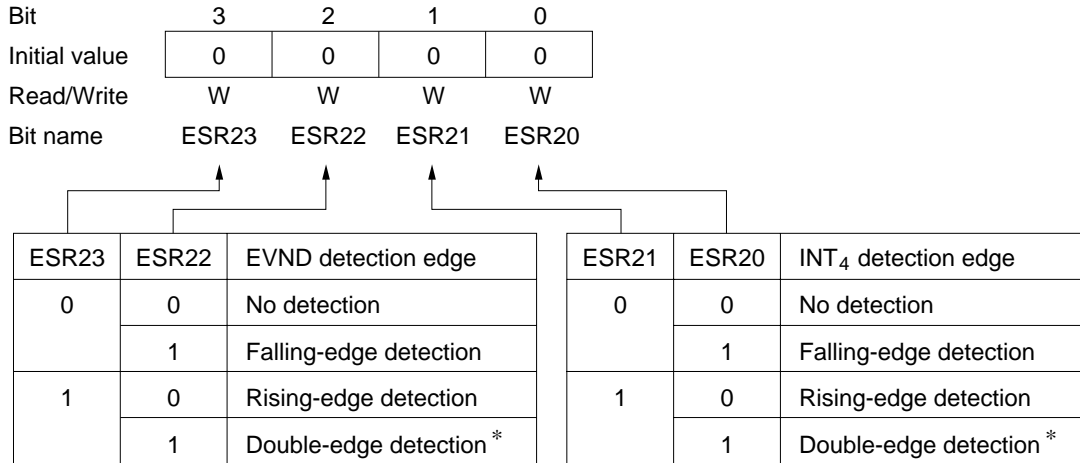 Bit 3 2 1 0
Initial value 0 0 0 0
Read/Write W W W W
Bit name ESR23 ESR22 ESR21 ESR20
ESR23 ESR22 EVND detection edge
0 0 No detection
1 Falling-edge detection
1 0 Rising-edge detection
1 Double-edge detection *
ESR21 ESR20 INT4 detection edge
0 0 No detection
1 Falling-edge detection
1 0 Rising-edge detection
1 Double-edge detection *